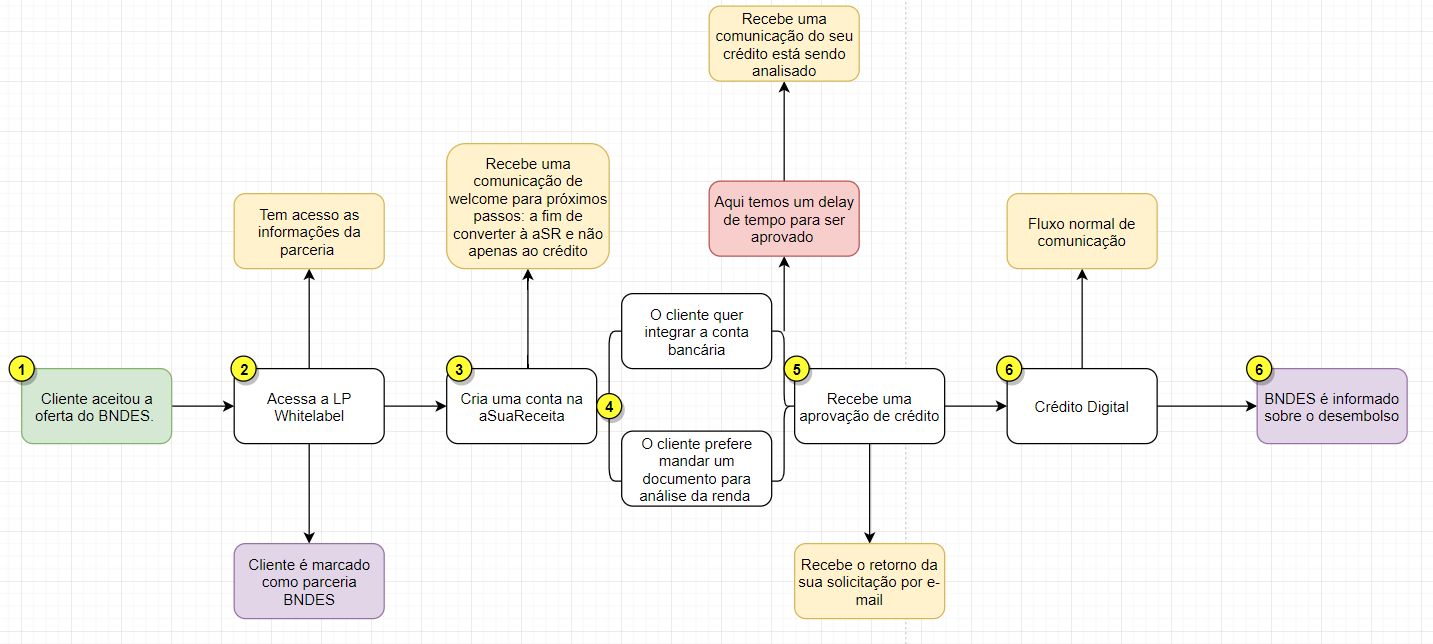 Recebe uma
comunicação do seu
crédito está sendo
analisado
Recebe uma
comunicação de
welcome para próximos
passos: a fim de
converter à aSR e não
apenas ao crédito
Aqui temos um delay
de tempo para ser
aprovado
Tem acesso as
informações da
parceria
Fluxo normal de
comunicação
O cliente quer
integrar a conta
bancária
1
Cliente aceitou a
oferta do BNDES.
2
Acessa a LP
Whitelabel
3
Cria uma conta na
aSuaReceita
4
5
Recebe uma
aprovação de crédito
6
Crédito Digital
6
BNDES é informado
sobre o desembolso
O cliente prefere
mandar um
documento para
análise da renda
Cliente é marcado
como parceria
BNDES
Recebe o retorno da
sua solicitação por e-
mail